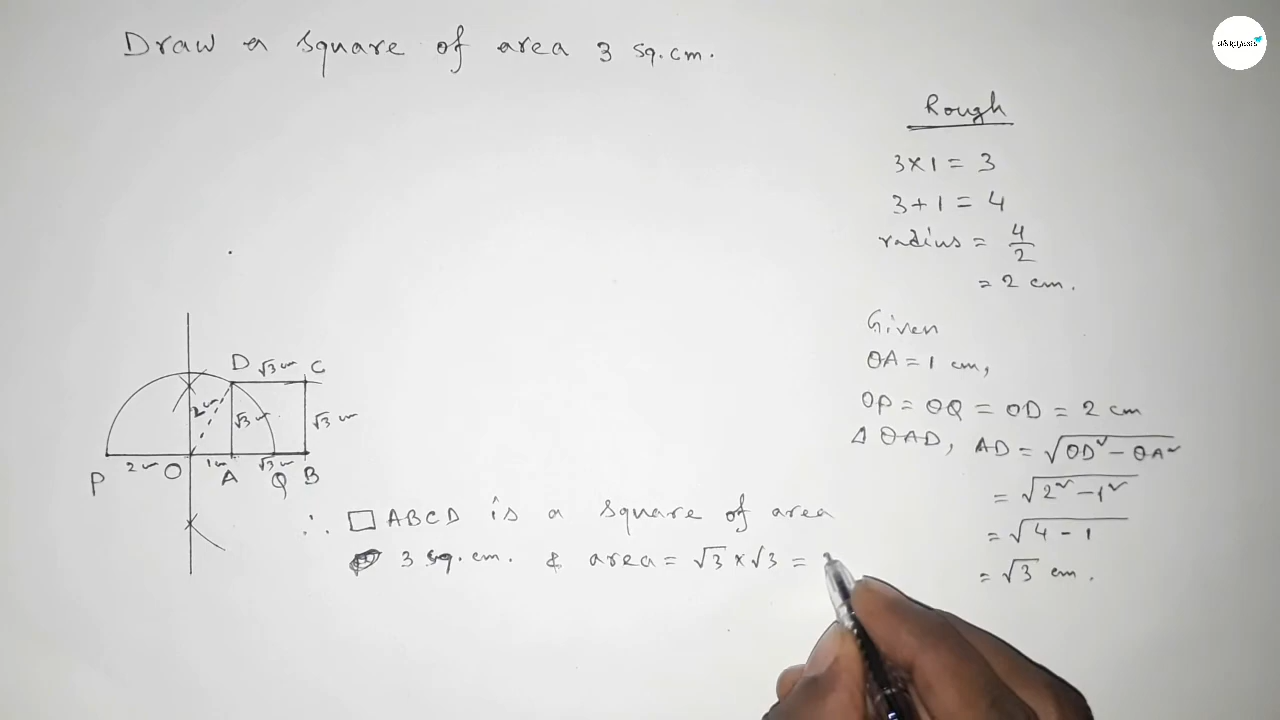 Draw a square of area 3 sq.cm.
Rough
3×1 = 3
3+1 = 4
radius = 4/2
= 2 cm.
Given
OA = 1 cm,
OP = OQ = OD = 2 cm
Δ OAD, AD = √OD² - OA²
= √2² - 1²
= √4 - 1
= √3 cm.
D √3 cm C
2 cm √3 cm √3 cm
P 2 cm O 1 cm A √3 cm Q B
∴ □ ABCD is a square of area
3 sq.cm. & area = √3 × √3 =